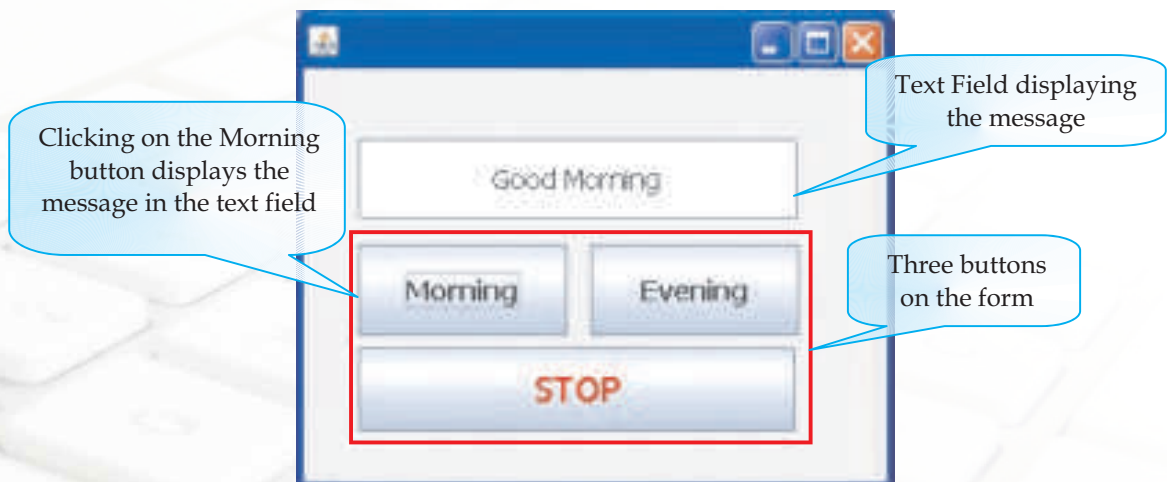 Text Field displaying
the message
Clicking on the Morning
button displays the
message in the text field
Good Morning
Morning
Evening
Three buttons
on the form
STOP